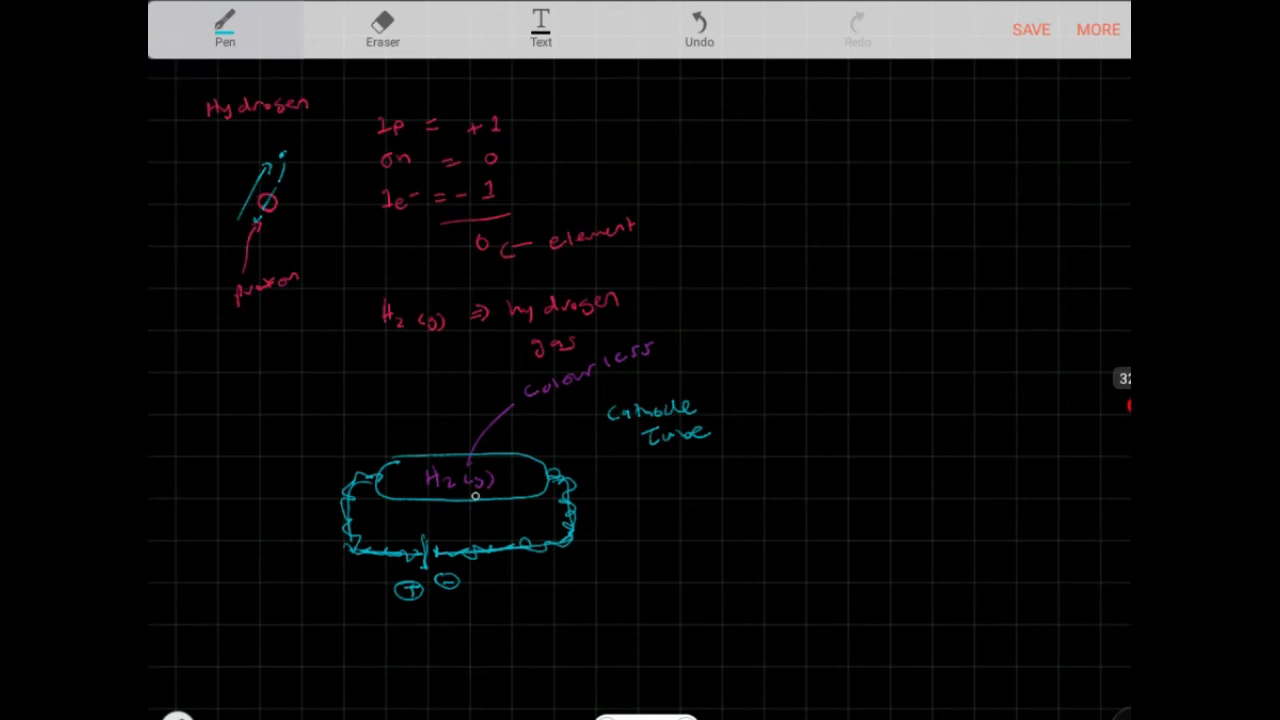 Pen
Eraser
T
Text
Undo
Redo
SAVE
MORE
Hydrogen
1p = +1
0n = 0
1e- = - 1
0 element
proton
H2 (g) ⇒ hydrogen
gas
Colourless
Cathode
Tube
H2(g)
+ -
32